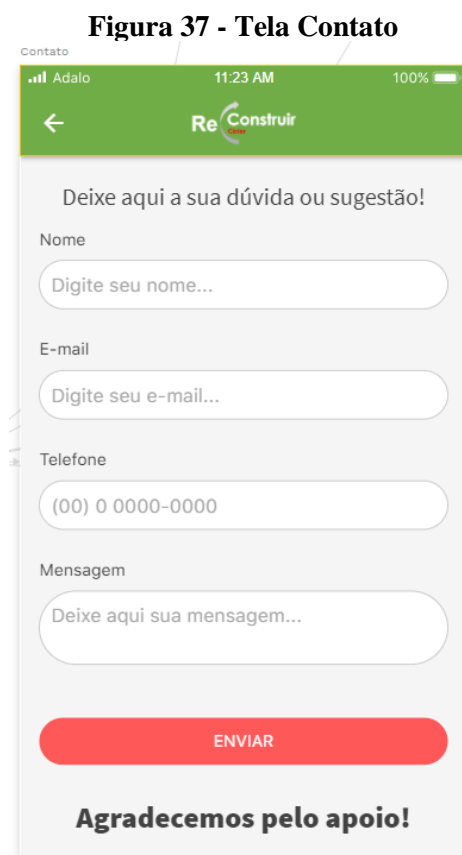 Figura 37 - Tela Contato
Contato
Adalo 11:23 AM 100%
Re Construir
Deixe aqui a sua dúvida ou sugestão!
Nome
Digite seu nome...
E-mail
Digite seu e-mail...
Telefone
(00) 0 0000-0000
Mensagem
Deixe aqui sua mensagem...
ENVIAR
Agradecemos pelo apoio!